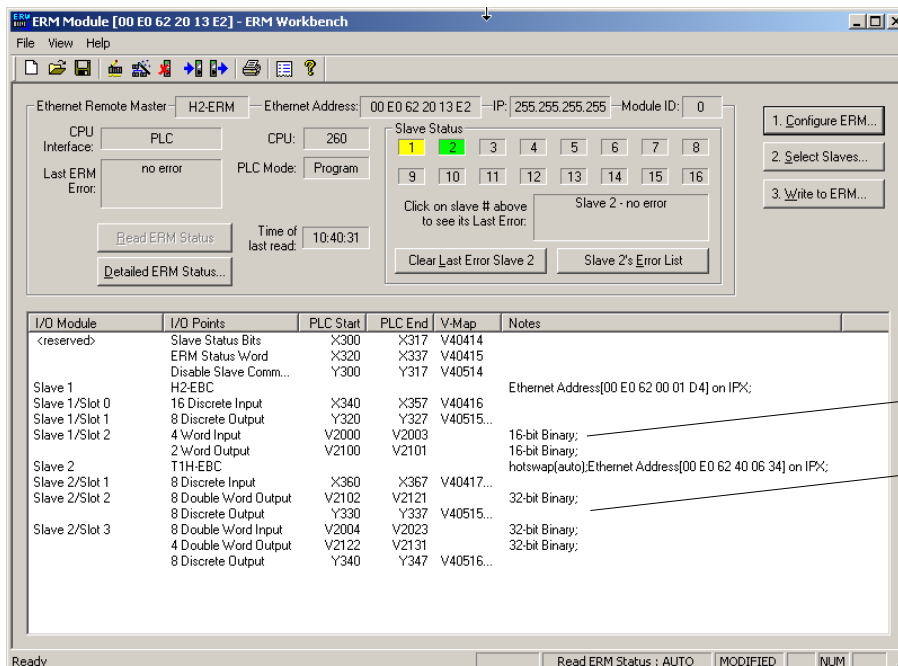 ERM Module [00 E0 62 20 13 E2] - ERM Workbench
File View Help
Ethernet Remote Master H2-ERM Ethernet Address: 00 E0 62 20 13 E2 IP: 255.255.255.255 Module ID: 0
CPU Interface: PLC CPU: 260
Last ERM Error: no error PLC Mode: Program
Time of last read: 10:40:31
Read ERM Status
Detailed ERM Status...
Slave Status
1 2 3 4 5 6 7 8
9 10 11 12 13 14 15 16
Click on slave # above to see its Last Error: Slave 2 - no error
Clear Last Error Slave 2 Slave 2's Error List
1. Configure ERM...
2. Select Slaves...
3. Write to ERM...
I/O Module I/O Points PLC Start PLC End V-Map Notes
<reserved> Slave Status Bits X300 X317 V40414
ERM Status Word X320 X337 V40415
Disable Slave Comm... Y300 Y317 V40514
Slave 1 H2-EBC Ethernet Address[00 E0 62 00 01 D4] on IPX;
Slave 1/Slot 0 16 Discrete Input X340 X357 V40416
Slave 1/Slot 1 8 Discrete Output Y320 Y327 V40515...
Slave 1/Slot 2 4 Word Input V2000 V2003 16-bit Binary;
2 Word Output V2100 V2101 16-bit Binary;
Slave 2 T1H-EBC hotswap(auto);Ethernet Address[00 E0 62 40 06 34] on IPX;
Slave 2/Slot 1 8 Discrete Input X360 X367 V40417...
Slave 2/Slot 2 8 Double Word Output V2102 V2121 32-bit Binary;
8 Discrete Output Y330 Y337 V40515...
Slave 2/Slot 3 8 Double Word Input V2004 V2023 32-bit Binary;
4 Double Word Output V2122 V2131 32-bit Binary;
8 Discrete Output Y340 Y347 V40516...
Ready Read ERM Status : AUTO MODIFIED NUM